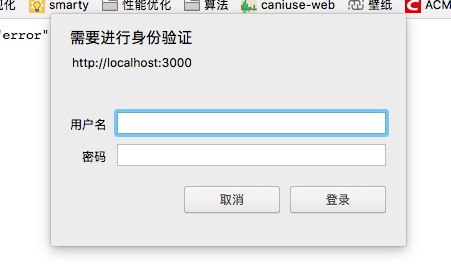 视化 smarty 性能优化 算法 caniuse-web 壁纸 ACM
"error"
需要进行身份验证
http://localhost:3000
用户名
密码
取消 登录